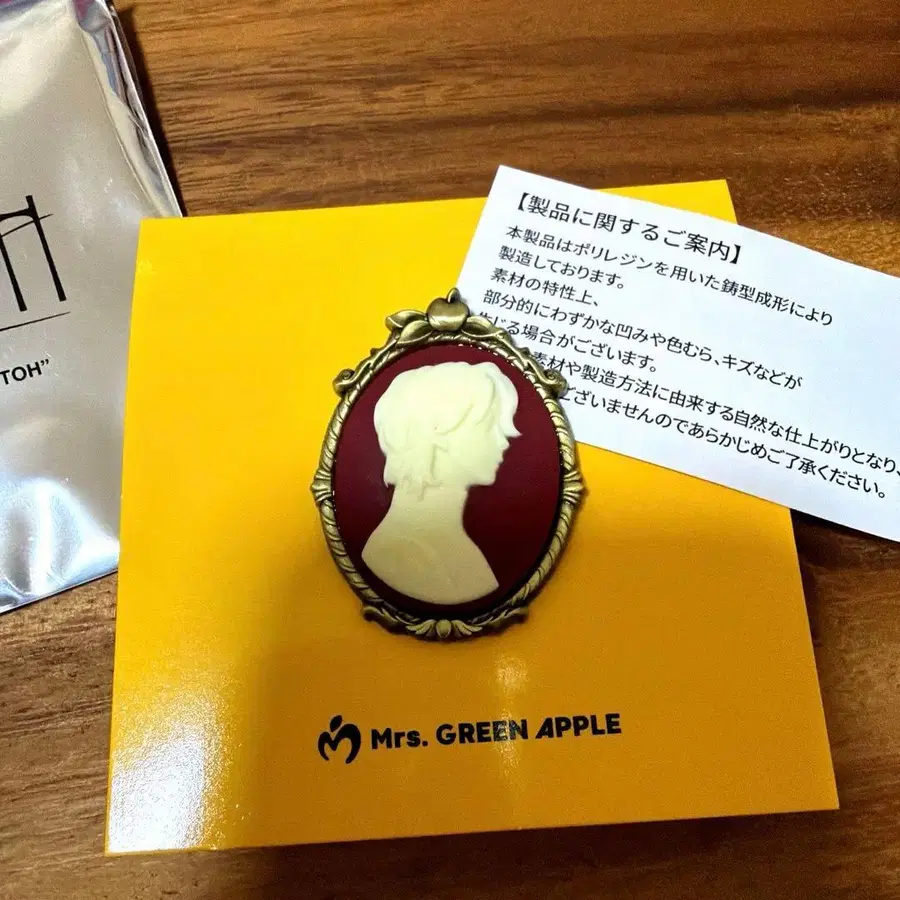 TOH”
【製品に関するご案内】
本製品はポリレジンを用いた鋳型成形により
製造しております。
素材の特性上、
部分的にわずかな凹みや色むら、キズなどが
じる場合がございます。
素材や製造方法に由来する自然な仕上がりとなり、
ございませんのであらかじめご了承ください。
Mrs. GREEN APPLE